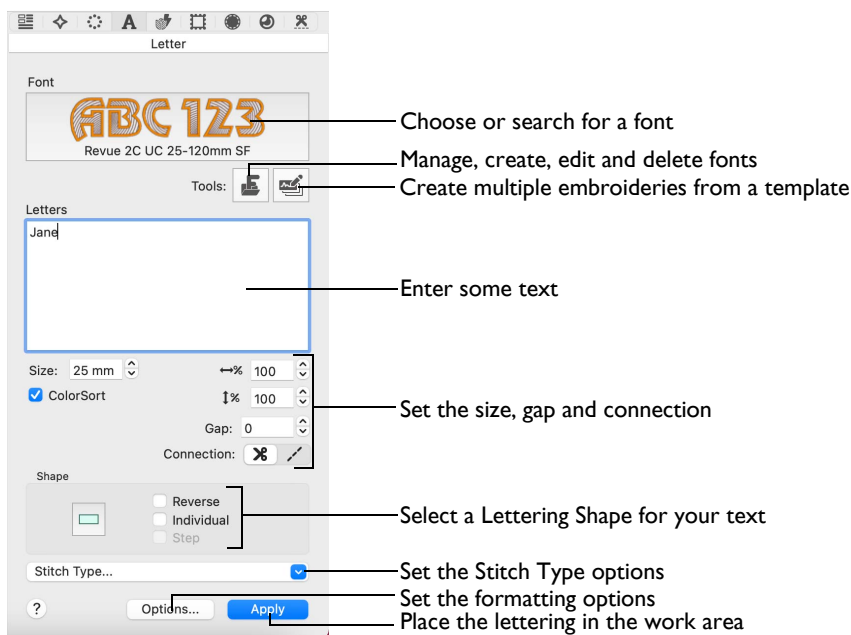 A
Letter
Font
ABC 123
Revue 2C UC 25-120mm SF
Choose or search for a font
Manage, create, edit and delete fonts
Tools:
Create multiple embroideries from a template
Letters
Jane
Enter some text
Size: 25 mm
% 100
ColorSort
% 100
Set the size, gap and connection
Gap: 0
Connection:
Shape
Reverse
Individual
Step
Select a Lettering Shape for your text
Stitch Type...
Set the Stitch Type options
Set the formatting options
? Options... Apply
Place the lettering in the work area